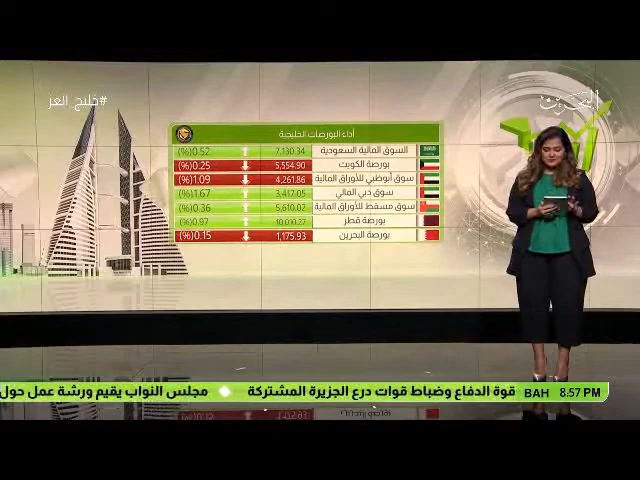 #خليج_العز
البحرين
أداء البورصات الخليجية
السوق المالية السعودية 7,130.34 0.52(%)
بورصة الكويت 5,554.90 0.25(%)
سوق أبوظبي للأوراق المالية 4,261.86 1.09(%)
سوق دبي المالي 3,417.05 1.67(%)
سوق مسقط للأوراق المالية 5,610.02 0.36(%)
بورصة قطر 10,010.27 0.97(%)
بورصة البحرين 1,175.93 0.15(%)
8:57 PM BAH قوة الدفاع وضباط قوات درع الجزيرة المشتركة مجلس النواب يقيم ورشة عمل حول